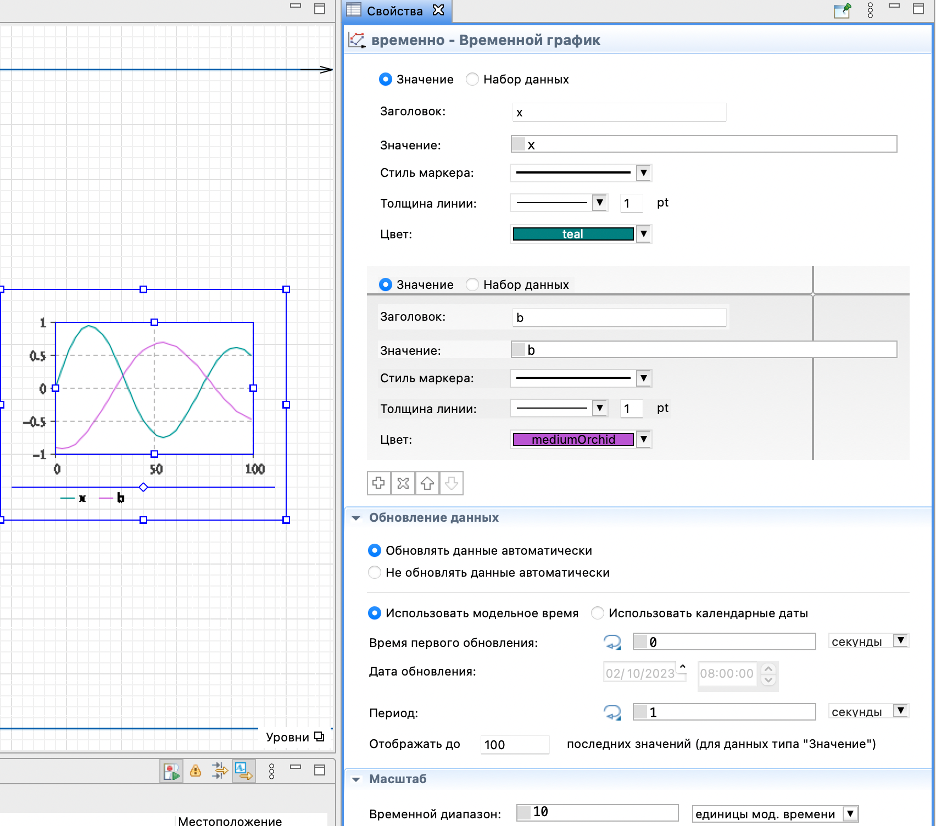 Свойства
временно - Временной график
Значение Набор данных
Заголовок: x
Значение: x
Стиль маркера:
Толщина линии: 1 pt
Цвет: teal
Значение Набор данных
Заголовок: b
Значение: b
Стиль маркера:
Толщина линии: 1 pt
Цвет: mediumOrchid
1
0.5
0
-0.5
-1
0 50 100
x b
Обновление данных
Обновлять данные автоматически
Не обновлять данные автоматически
Использовать модельное время Использовать календарные даты
Время первого обновления: 0 секунды
Дата обновления: 02/10/2023 08:00:00
Период: 1 секунды
Отображать до 100 последних значений (для данных типа "Значение")
Уровни
Масштаб
Временной диапазон: 10 единицы мод. времени
Местоположение